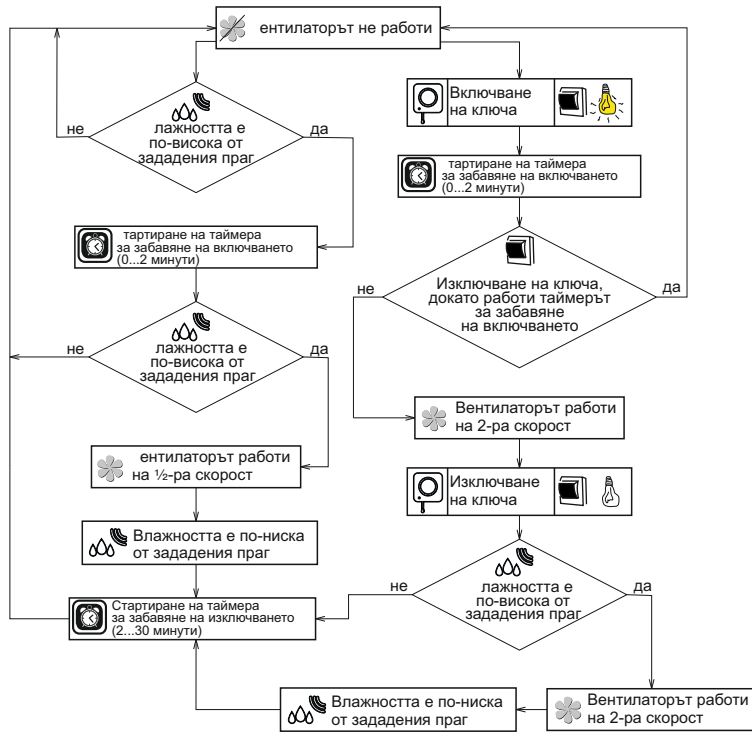 ентилаторът не работи
лажността е
по-висока от
зададения праг
не
да
Включване
на ключа
тартиране на таймера
за забавяне на включването
(0...2 минути)
тартиране на таймера
за забавяне на включването
(0...2 минути)
не
да
Изключване на ключа,
докато работи таймерът
за забавяне
на включването
не
да
лажността е
по-висока от
зададения праг
Вентилаторът работи
на 2-ра скорост
ентилаторът работи
на ½-ра скорост
Изключване
на ключа
Влажността е по-ниска
от зададения праг
не
да
лажността е
по-висока от
зададения праг
Стартиране на таймера
за забавяне на изключването
(2...30 минути)
Влажността е по-ниска
от зададения праг
Вентилаторът работи
на 2-ра скорост